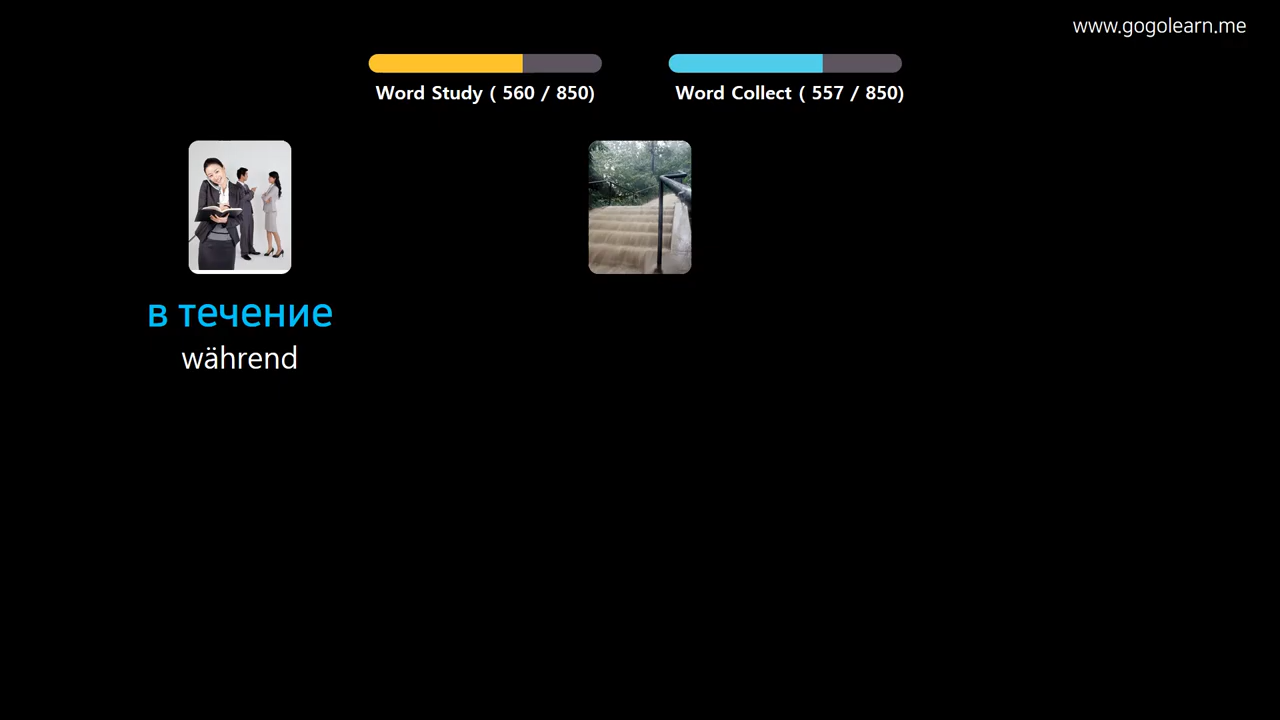 www.gogolearn.me
Word Study ( 560 / 850)
Word Collect ( 557 / 850)
в течение
während